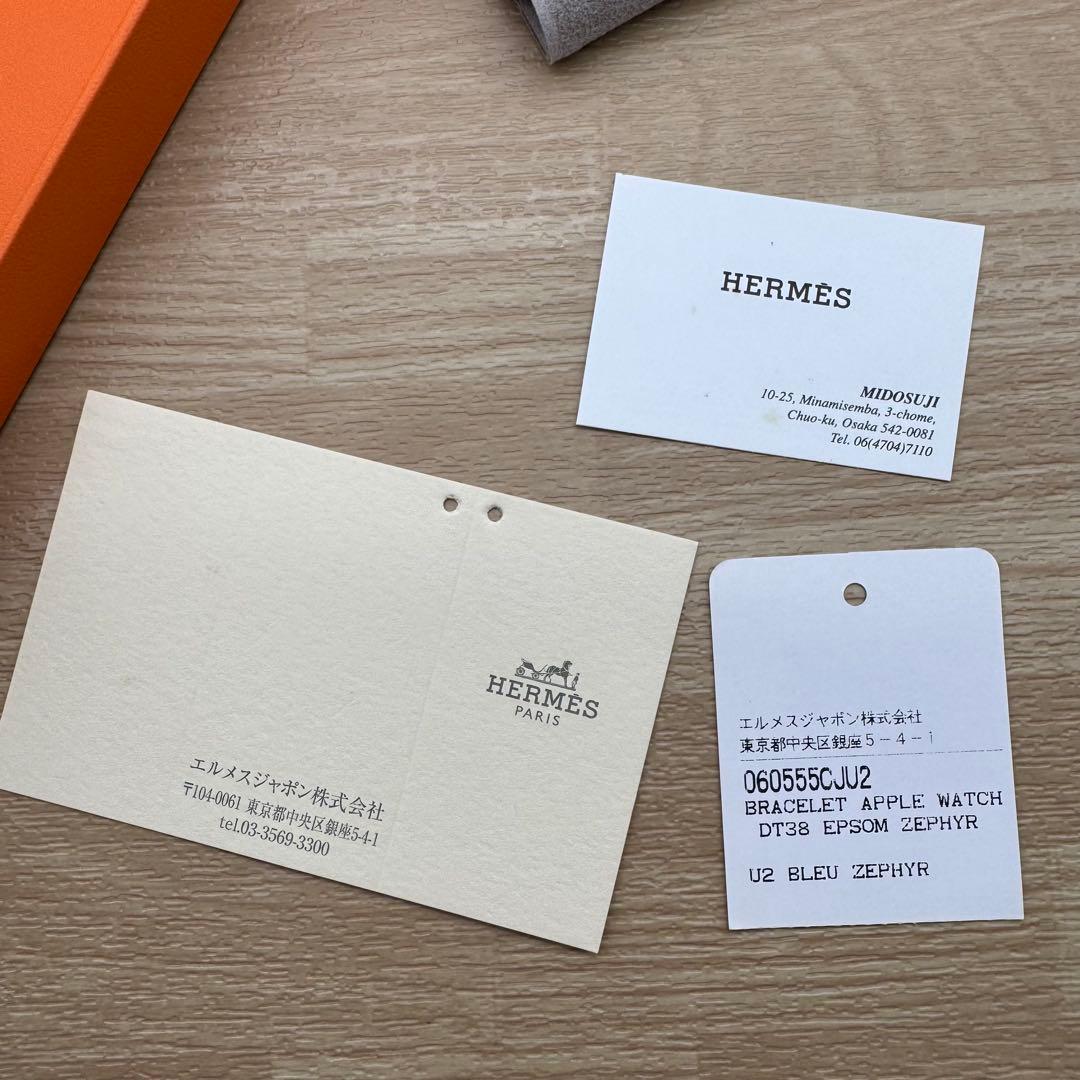 HERMÈS
MIDOSUJI
10-25, Minamisemba, 3-chome,
Chuo-ku, Osaka 542-0081
Tel. 06(4704)7110
HERMÈS
PARIS
エルメスジャポン株式会社
〒104-0061 東京都中央区銀座5-4-1
tel.03-3569-3300
エルメスジャポン株式会社
東京都中央区銀座5-4-1
060555CJU2
BRACELET APPLE WATCH
DT38 EPSOM ZEPHYR
U2 BLEU ZEPHYR